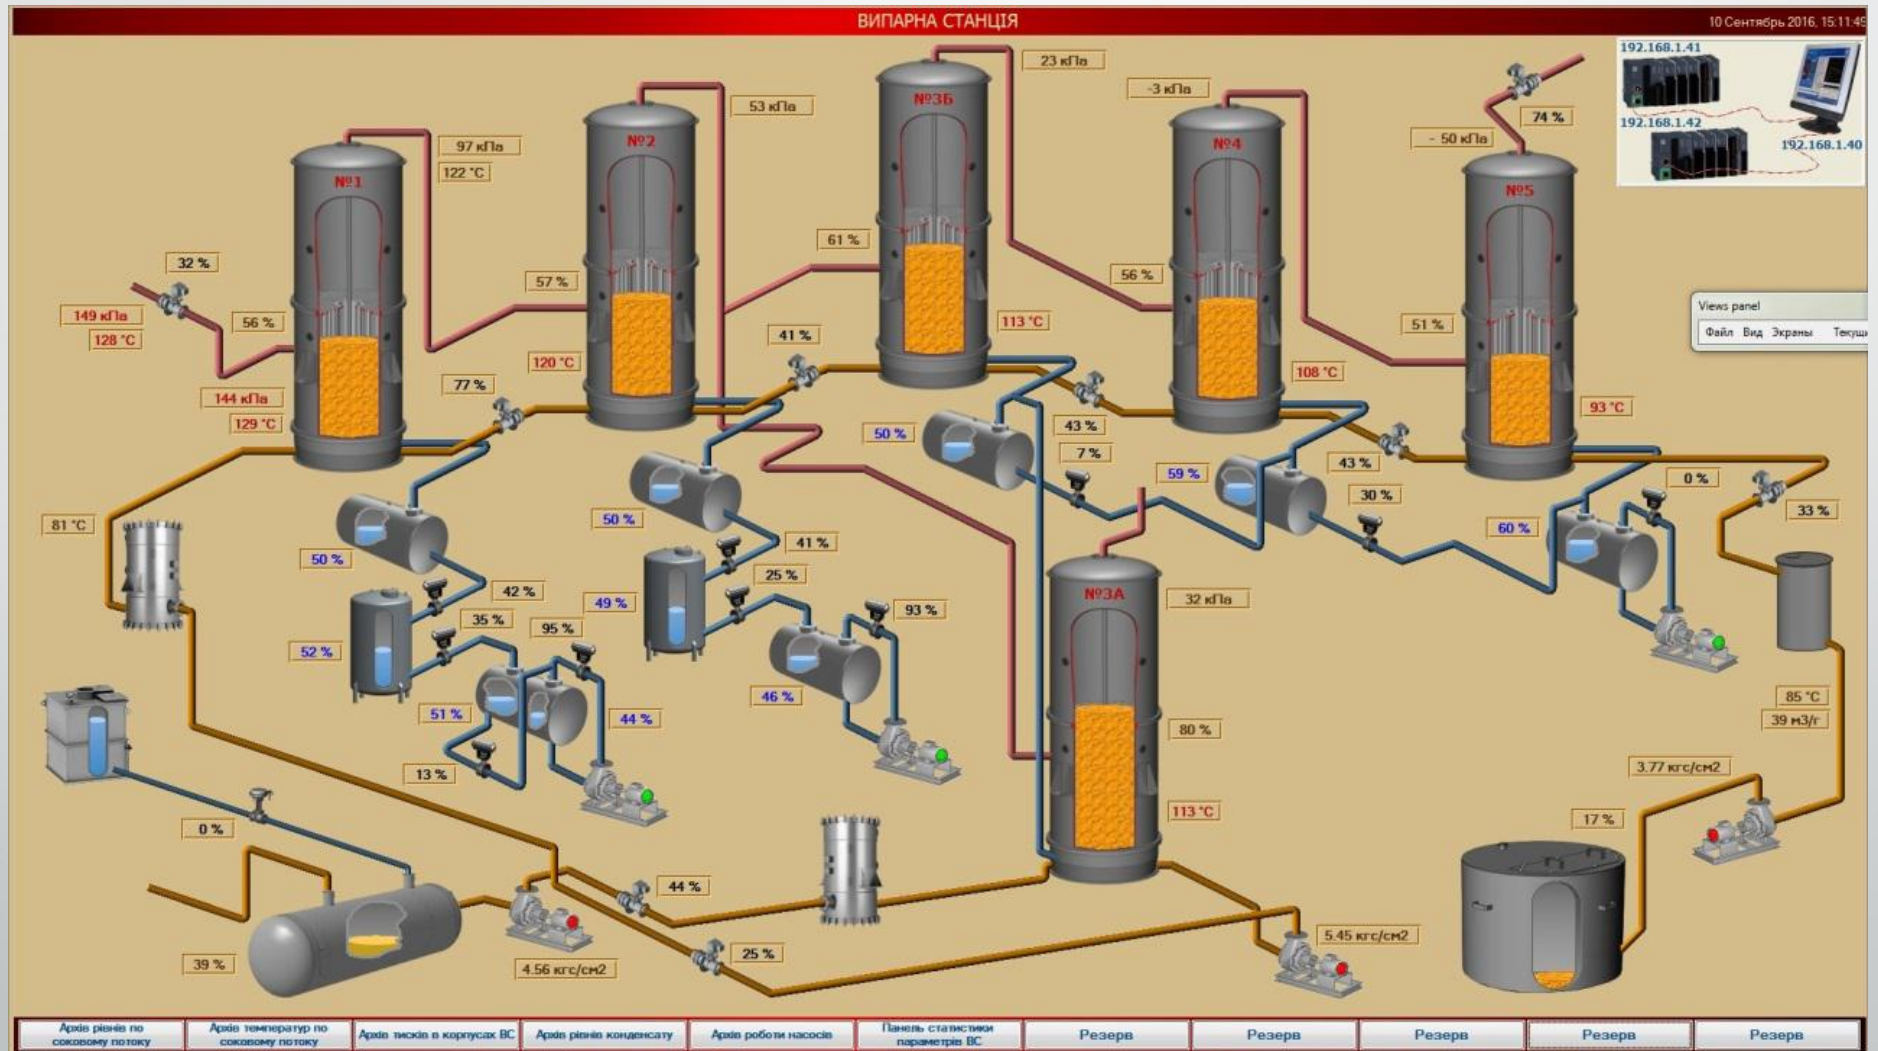 ВИПАРНА СТАНЦІЯ
10 Сентябрь 2016, 15:11:49
192.168.1.41
192.168.1.42
192.168.1.40
Views panel
Файл Вид Экраны
№1
№2
№3Б
№4
№5
№3А
97 кПа
122 °C
53 кПа
23 кПа
-3 кПа
- 50 кПа
74 %
32 %
149 кПа
128 °C
56 %
57 %
61 %
56 %
51 %
144 кПа
129 °C
77 %
120 °C
41 %
113 °C
108 °C
93 °C
50 %
43 %
7 %
59 %
43 %
30 %
0 %
33 %
60 %
81 °C
50 %
42 %
35 %
95 %
52 %
51 %
44 %
13 %
50 %
41 %
25 %
49 %
93 %
46 %
32 кПа
80 %
113 °C
85 °C
39 м3/г
3.77 кгс/см2
17 %
0 %
44 %
39 %
4.56 кгс/см2
25 %
5.45 кгс/см2
Архів рівнів по
соковому потоку
Архів температур по
соковому потоку
Архів тисків в корпусах ВС
Архів рівнів конденсату
Архів роботи насосів
Панель статистики
параметрів ВС
Резерв
Резерв
Резерв
Резерв
Резерв